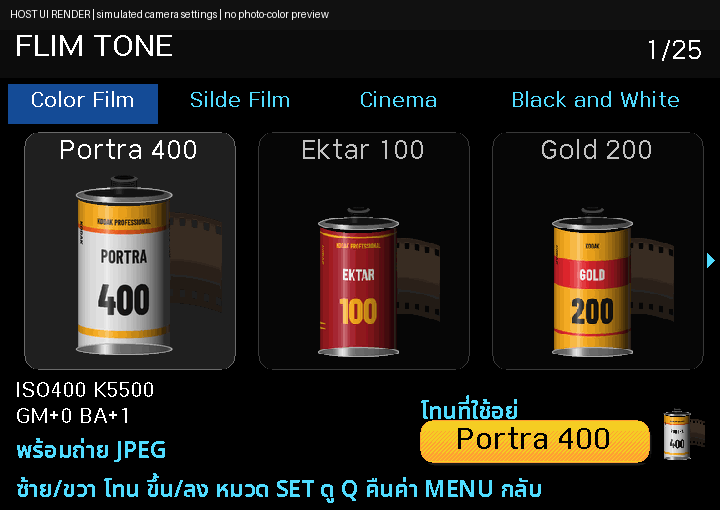 HOST UI RENDER | simulated camera settings | no photo-color preview
FLIM TONE
1/25
Color Film
Silde Film
Cinema
Black and White
Portra 400
Ektar 100
Gold 200
KODAK PROFESSIONAL
KODAK
PORTRA
400
KODAK PROFESSIONAL
EKTAR
100
KODAK
GOLD
200
ISO400 K5500
GM+0 BA+1
พร้อมถ่าย JPEG
โทนที่ใช้อยู่
Portra 400
PORTRA
400
ซ้าย/ขวา โทน ขึ้น/ลง หมวด SET ดู Q คืนค่า MENU กลับ